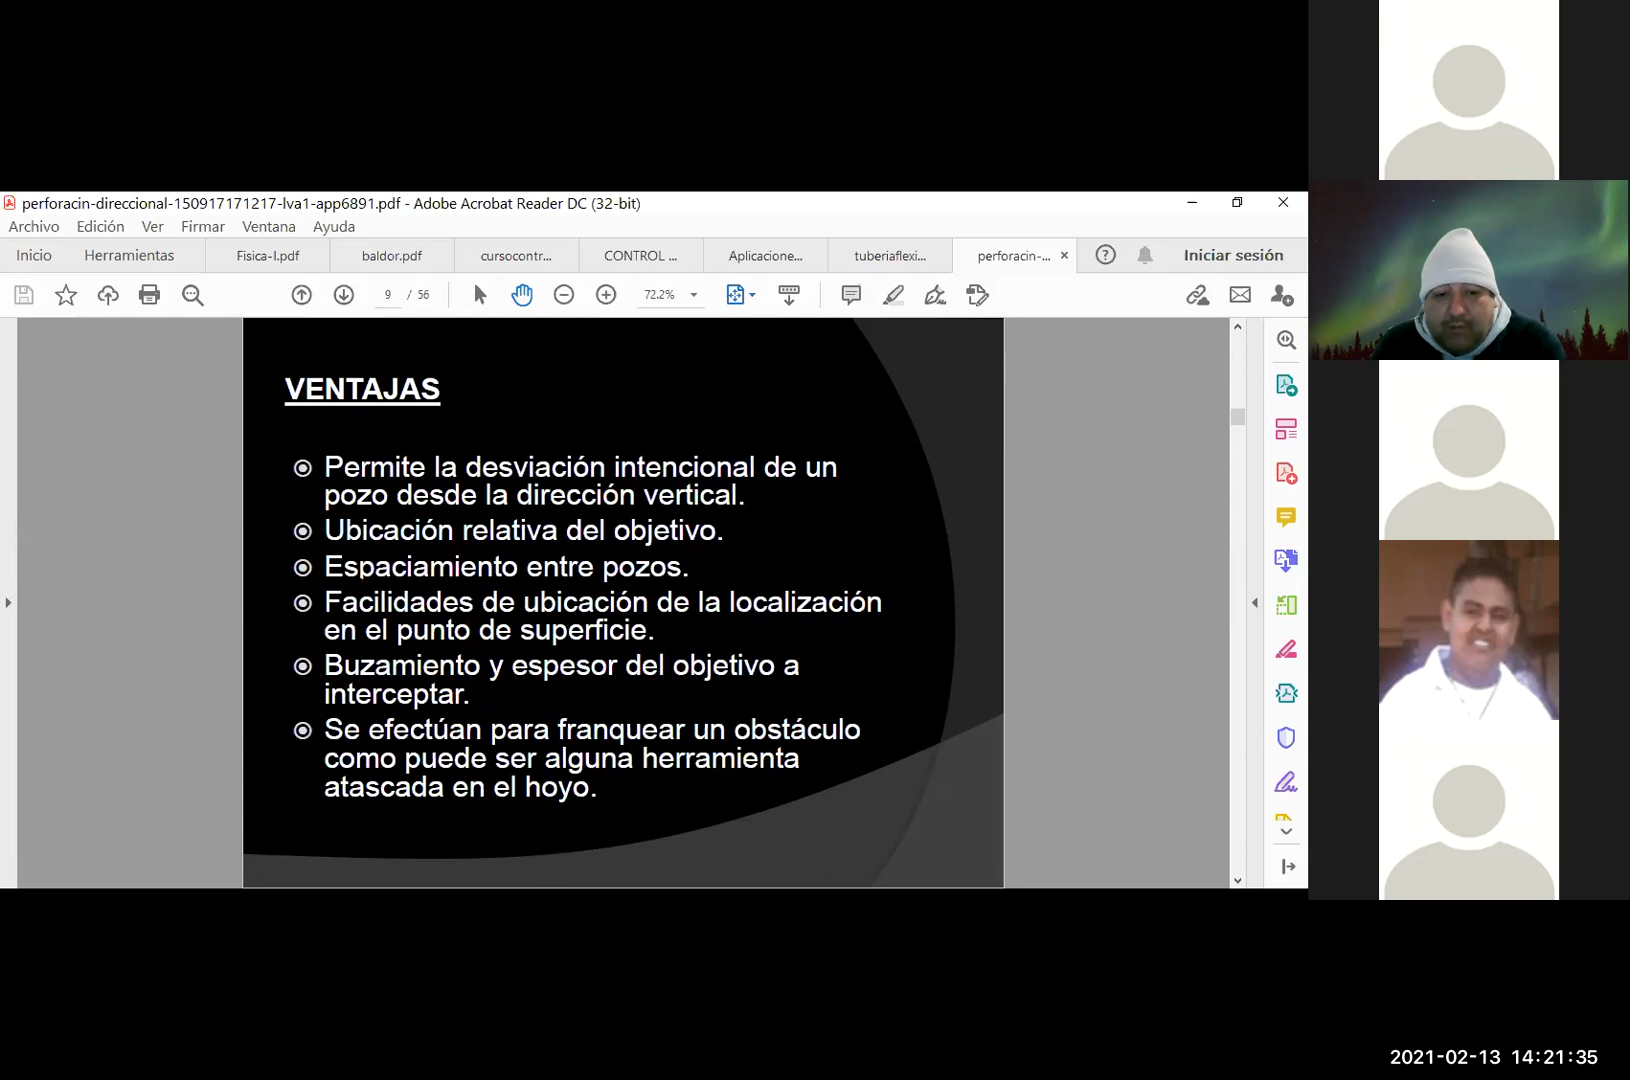 perforacin-direccional-150917171217-lva1-app6891.pdf - Adobe Acrobat Reader DC (32-bit)
Archivo Edición Ver Firmar Ventana Ayuda
Inicio Herramientas Fisica-I.pdf baldor.pdf cursocontr... CONTROL ... Aplicacione... tuberiaflexi... perforacin-... Iniciar sesión
9 / 56 72.2%
VENTAJAS
Permite la desviación intencional de un
pozo desde la dirección vertical.
Ubicación relativa del objetivo.
Espaciamiento entre pozos.
Facilidades de ubicación de la localización
en el punto de superficie.
Buzamiento y espesor del objetivo a
interceptar.
Se efectúan para franquear un obstáculo
como puede ser alguna herramienta
atascada en el hoyo.
2021-02-13 14:21:35